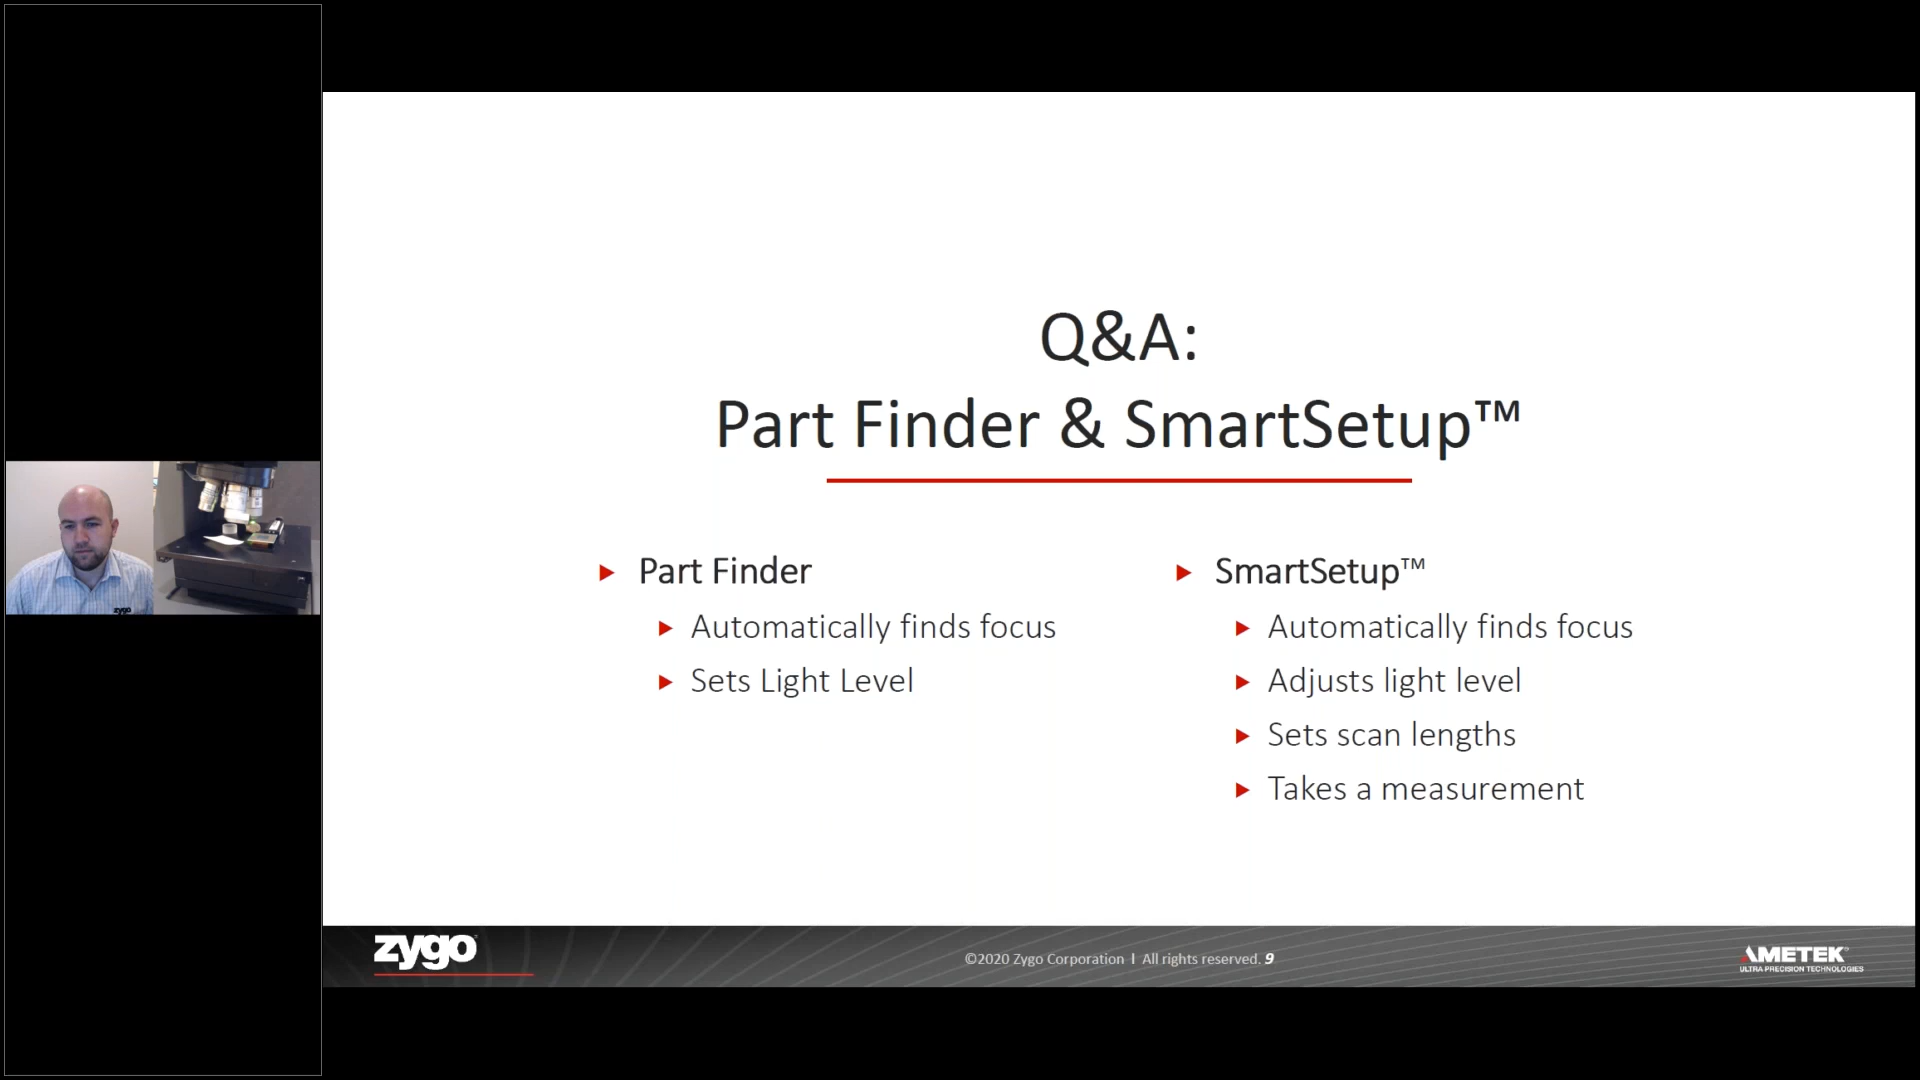 Q&A:
Part Finder & SmartSetup™
Part Finder
Automatically finds focus
Sets Light Level
SmartSetup™
Automatically finds focus
Adjusts light level
Sets scan lengths
Takes a measurement
zygo
zygo
©2020 Zygo Corporation I All rights reserved. 9
AMETEK®
ULTRA PRECISION TECHNOLOGIES